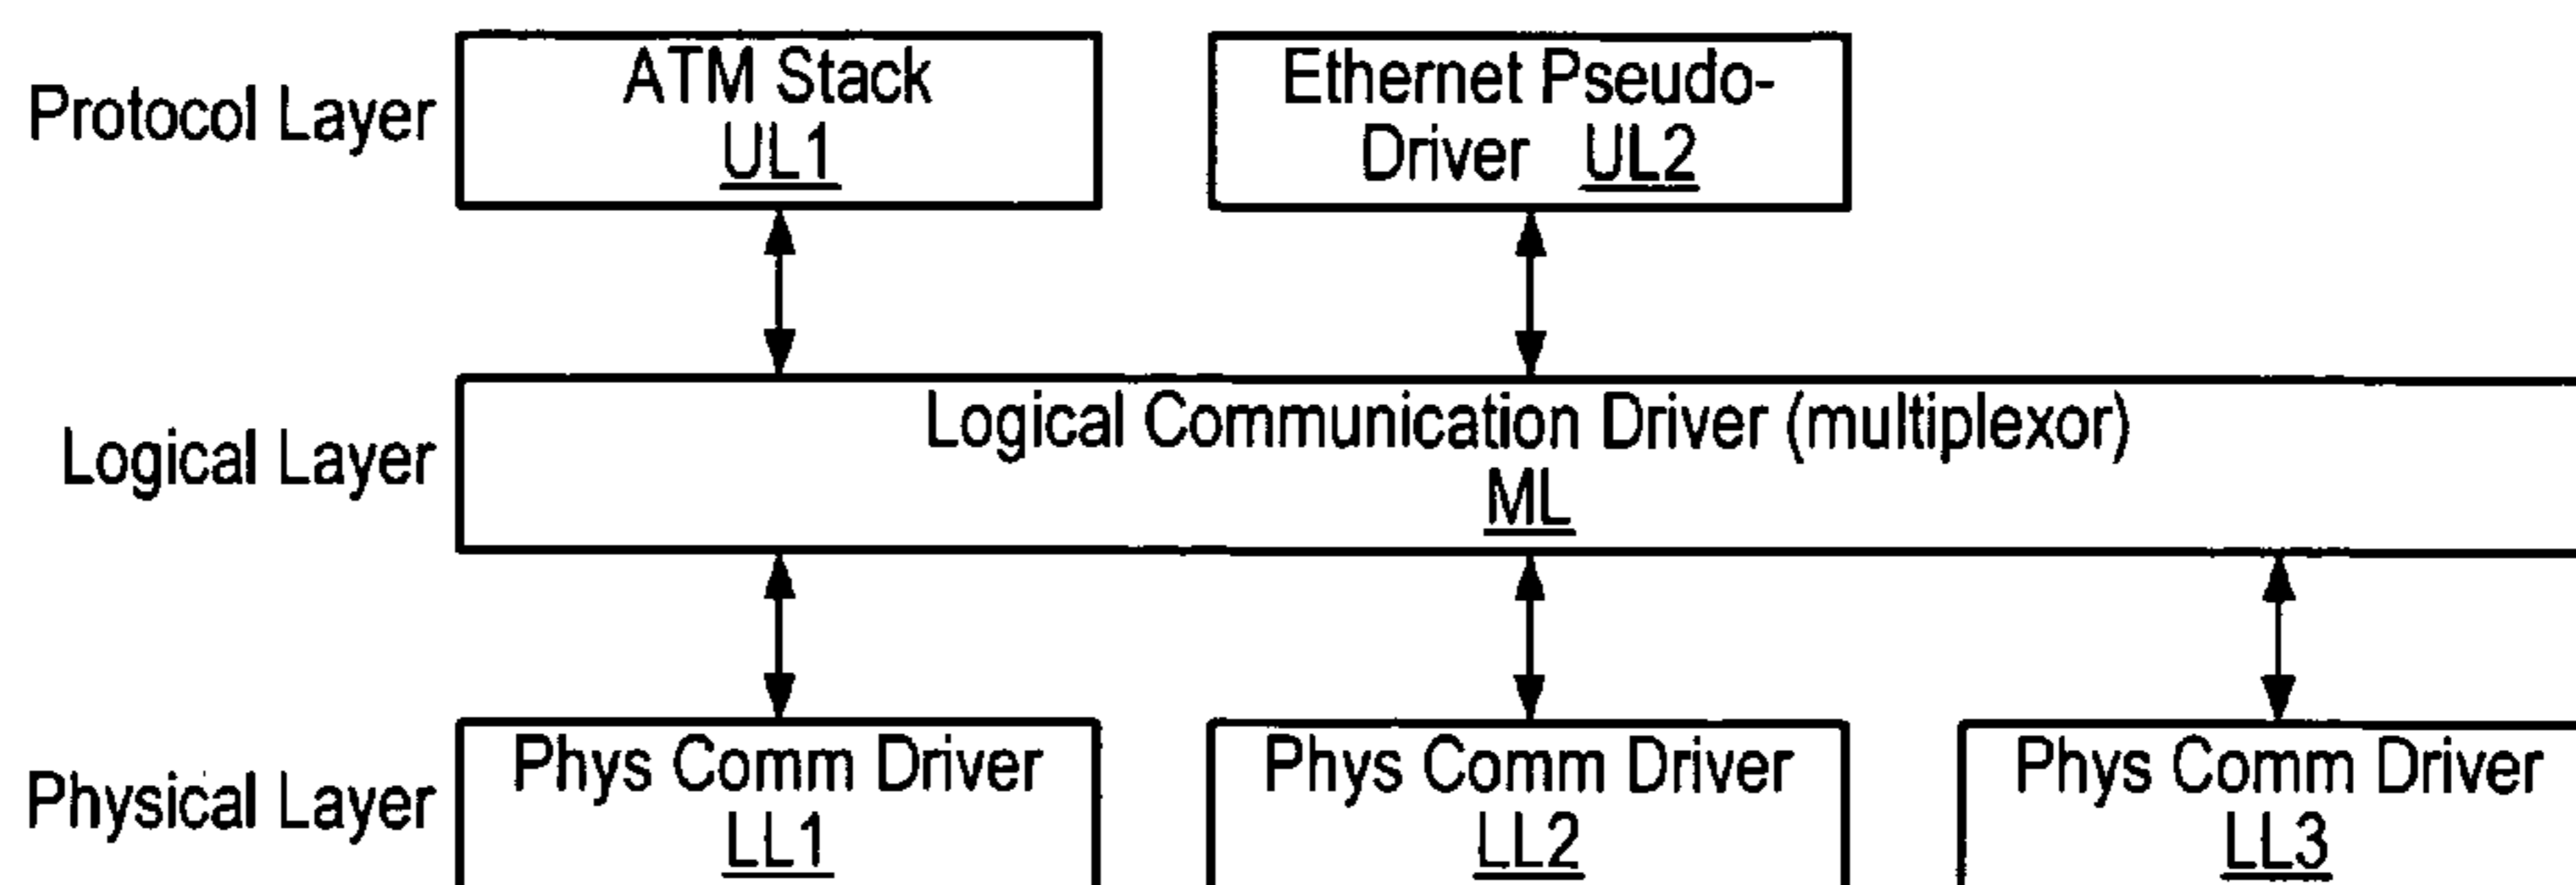 Protocol Layer
ATM Stack
UL1
Ethernet Pseudo-
Driver UL2
Logical Layer
Logical Communication Driver (multiplexor)
ML
Physical Layer
Phys Comm Driver
LL1
Phys Comm Driver
LL2
Phys Comm Driver
LL3